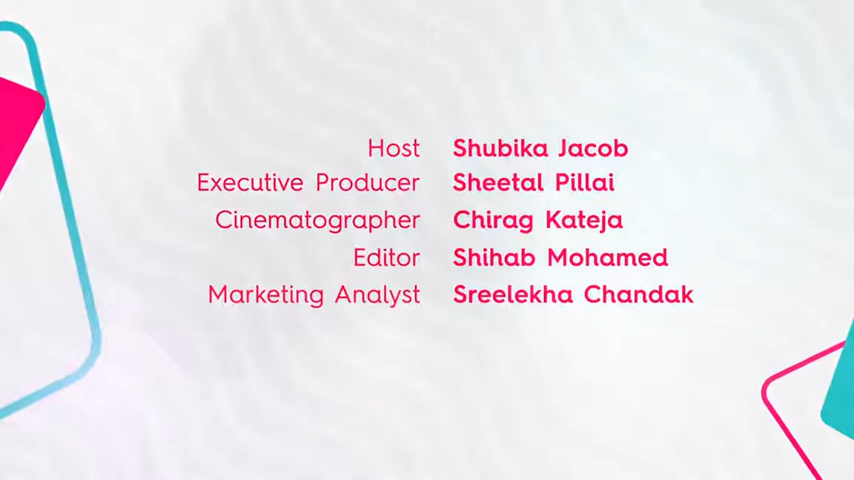 Host Shubika Jacob
Executive Producer Sheetal Pillai
Cinematographer Chirag Kateja
Editor Shihab Mohamed
Marketing Analyst Sreelekha Chandak